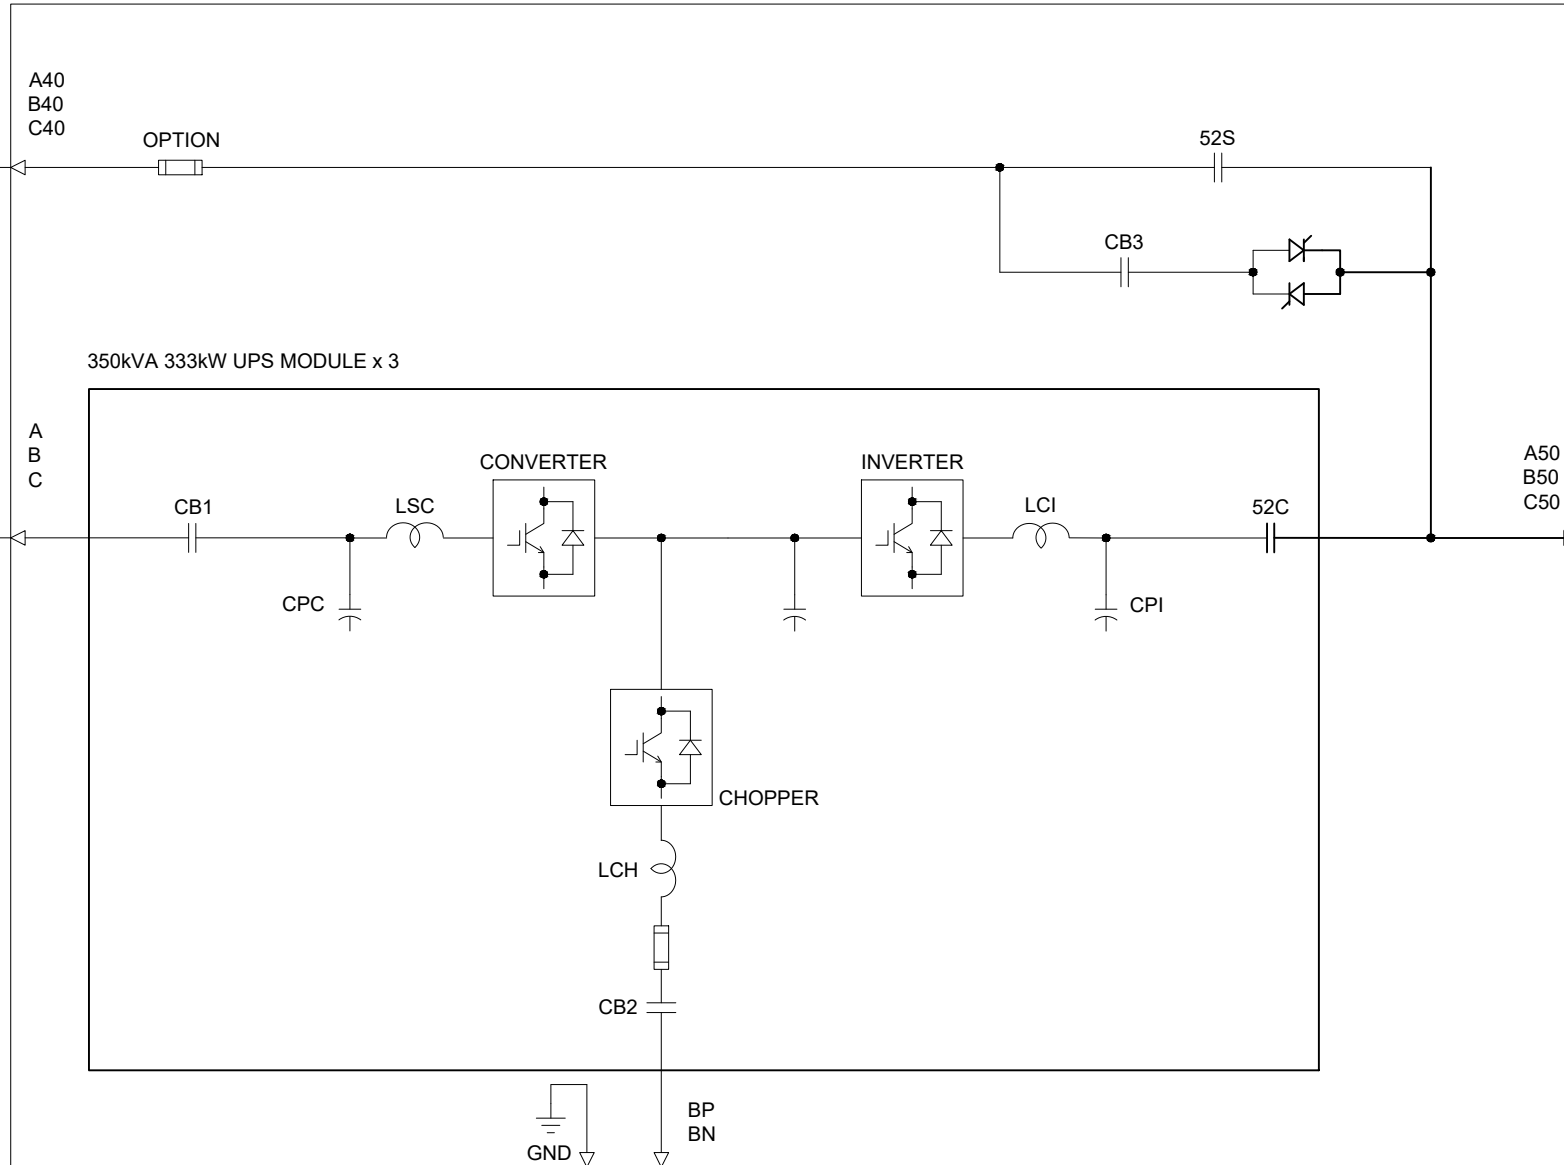 A40
B40
C40
OPTION
52S
CB3
350kVA 333kW UPS MODULE x 3
A
B
C
CB1
LSC
CONVERTER
INVERTER
LCI
52C
A50
B50
C50
CPC
CPI
CHOPPER
LCH
CB2
GND
BP
BN